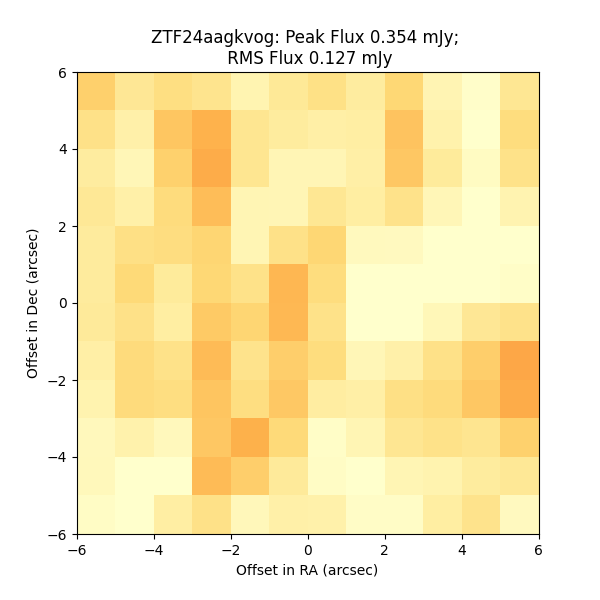 ZTF24aagkvog: Peak Flux 0.354 mJy;
RMS Flux 0.127 mJy
6
4
2
0
−2
−4
−6
Offset in Dec (arcsec)
−6 −4 −2 0 2 4 6
Offset in RA (arcsec)